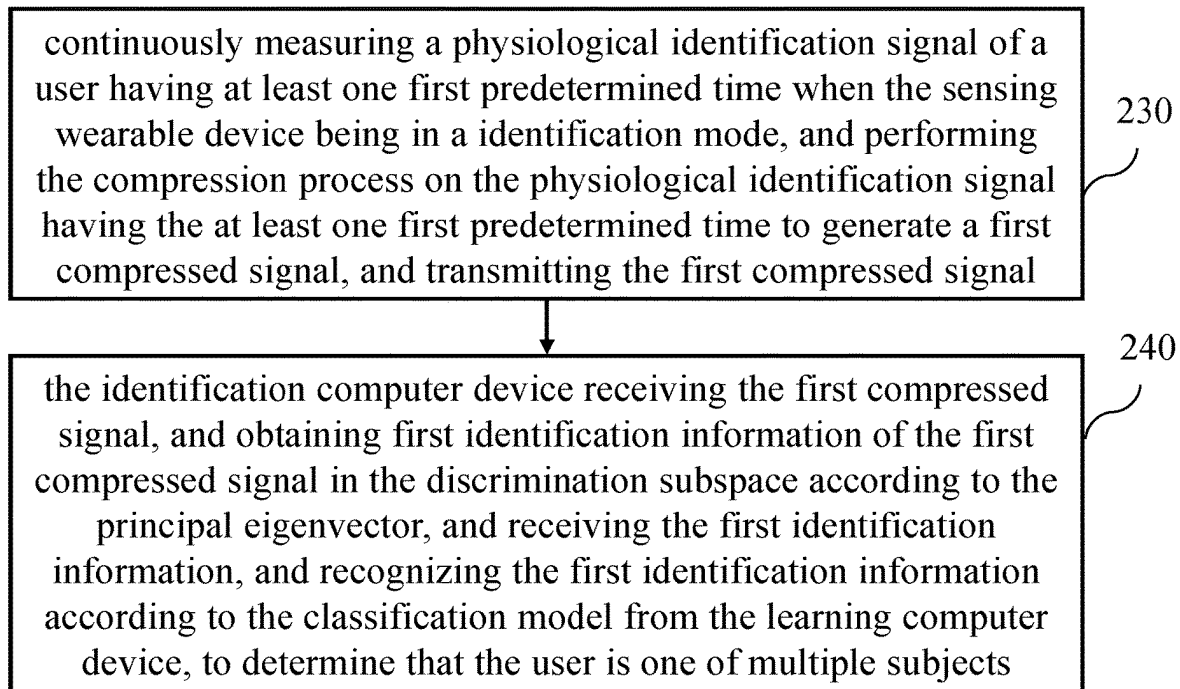 continuously measuring a physiological identification signal of a
user having at least one first predetermined time when the sensing
wearable device being in a identification mode, and performing
the compression process on the physiological identification signal
having the at least one first predetermined time to generate a first
compressed signal, and transmitting the first compressed signal
230
the identification computer device receiving the first compressed
signal, and obtaining first identification information of the first
compressed signal in the discrimination subspace according to the
principal eigenvector, and receiving the first identification
information, and recognizing the first identification information
according to the classification model from the learning computer
device, to determine that the user is one of multiple subjects
240